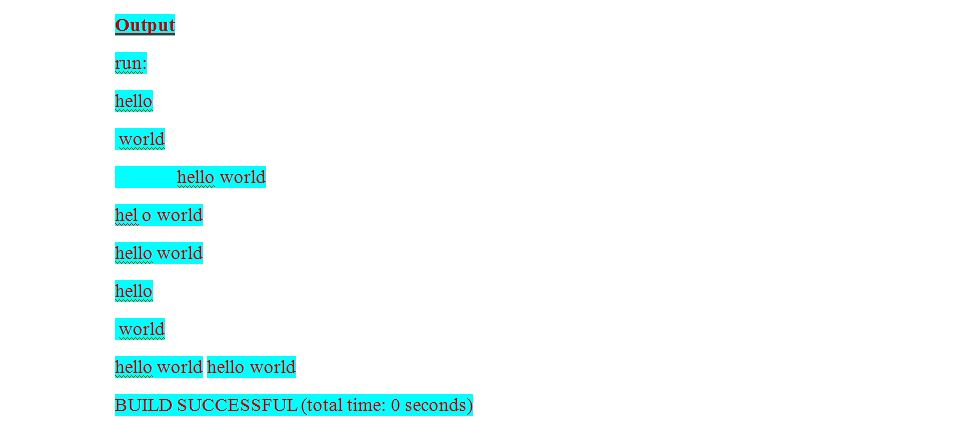 Output
run:
hello
 world
            hello world
hel o world
hello world
hello
 world
hello world hello world
BUILD SUCCESSFUL (total time: 0 seconds)